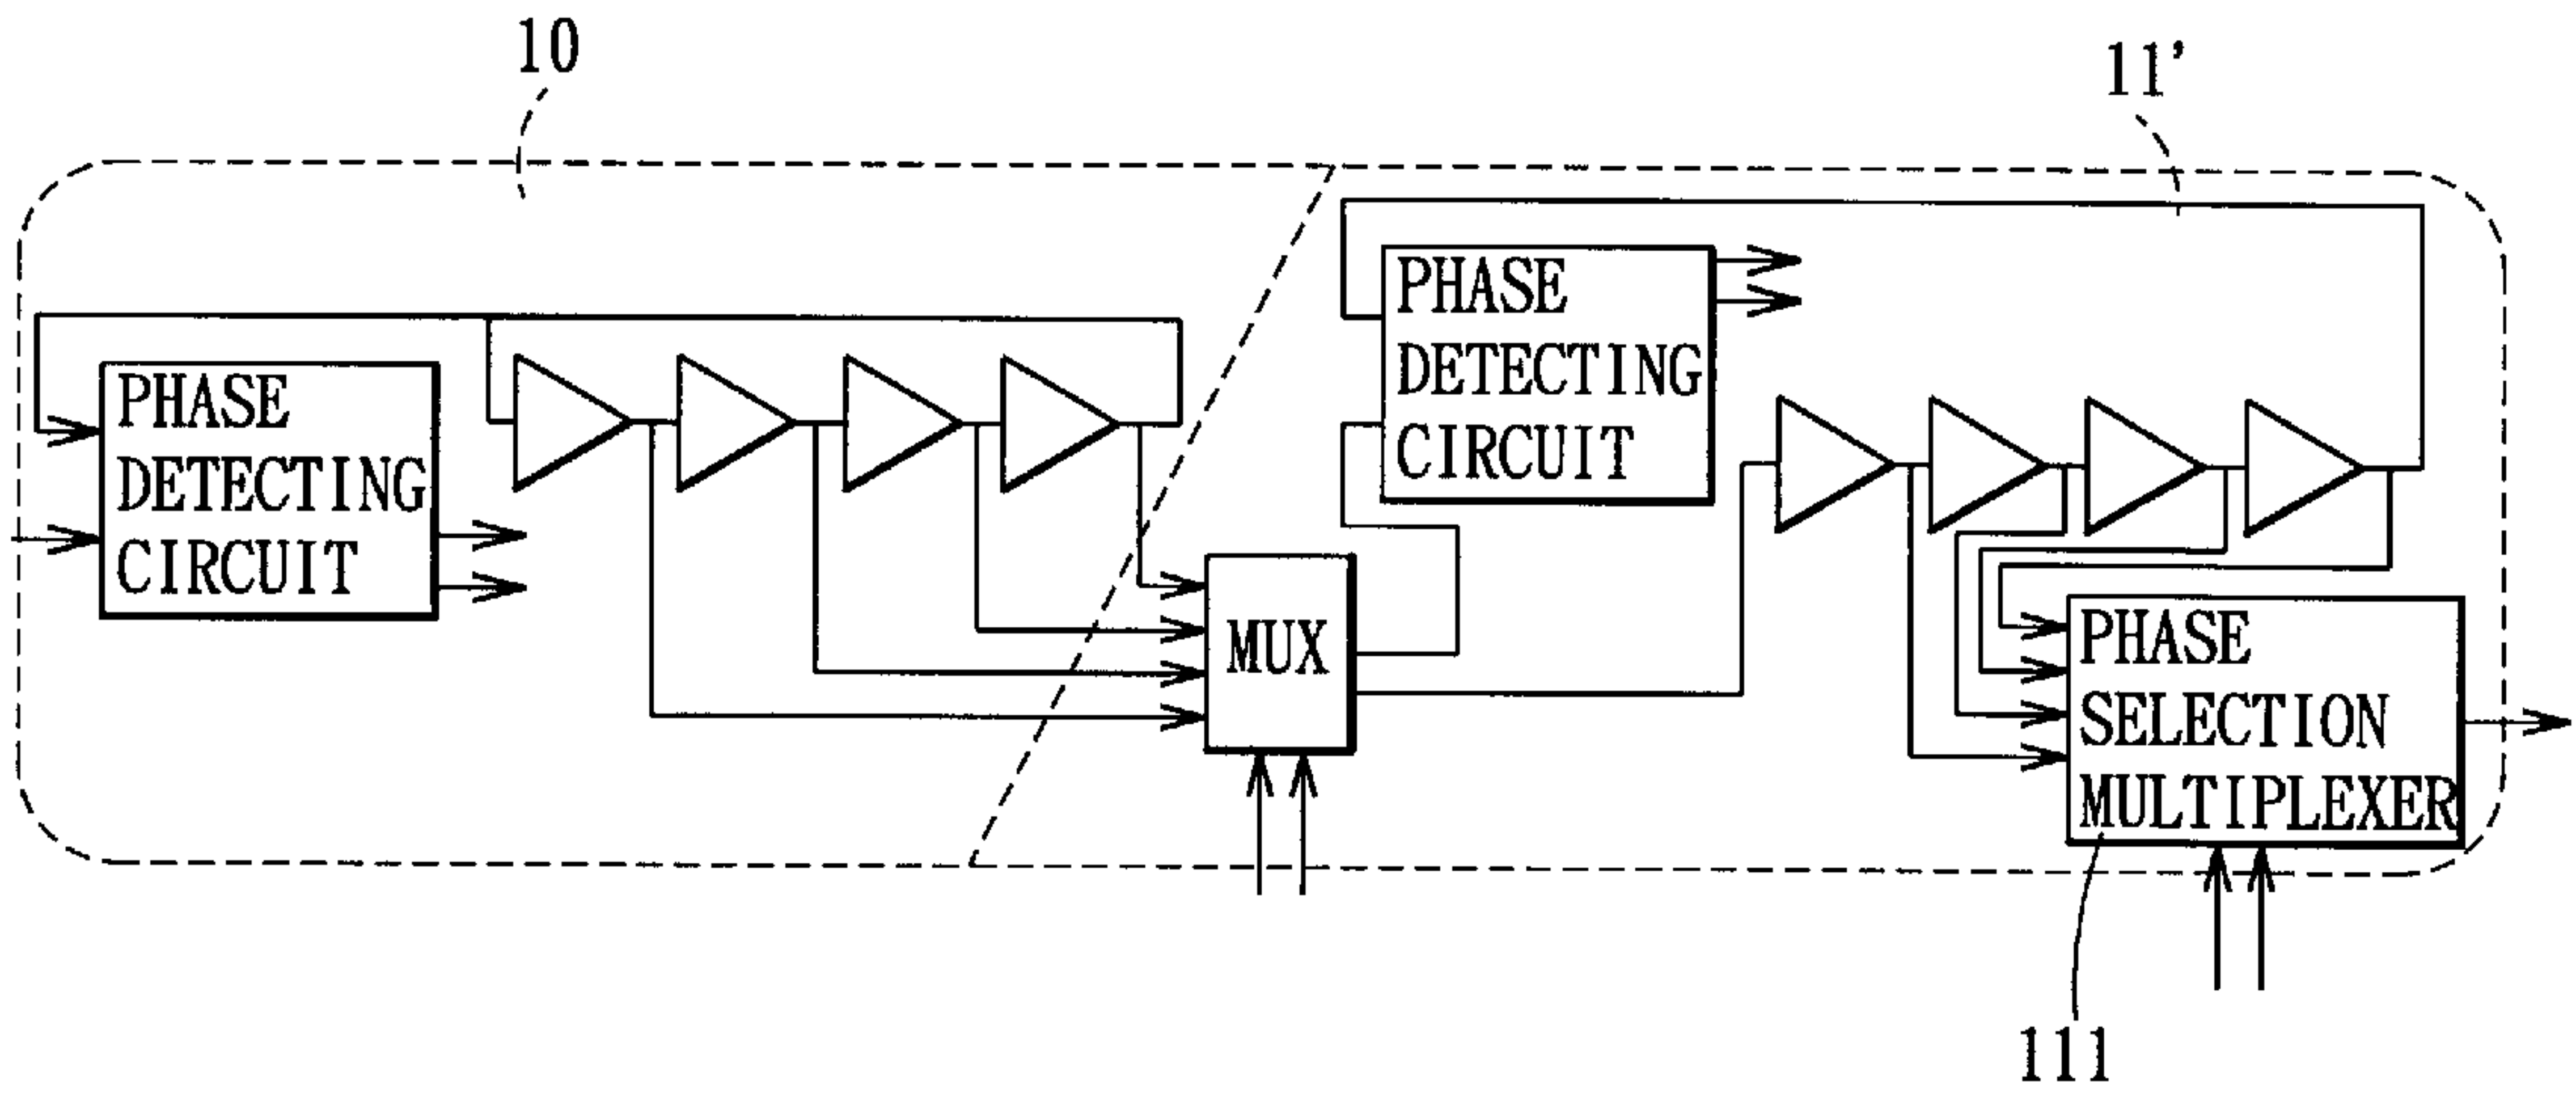 10
11'
PHASE
DETECTING
CIRCUIT
PHASE
DETECTING
CIRCUIT
MUX
PHASE
SELECTION
MULTIPLEXER
111